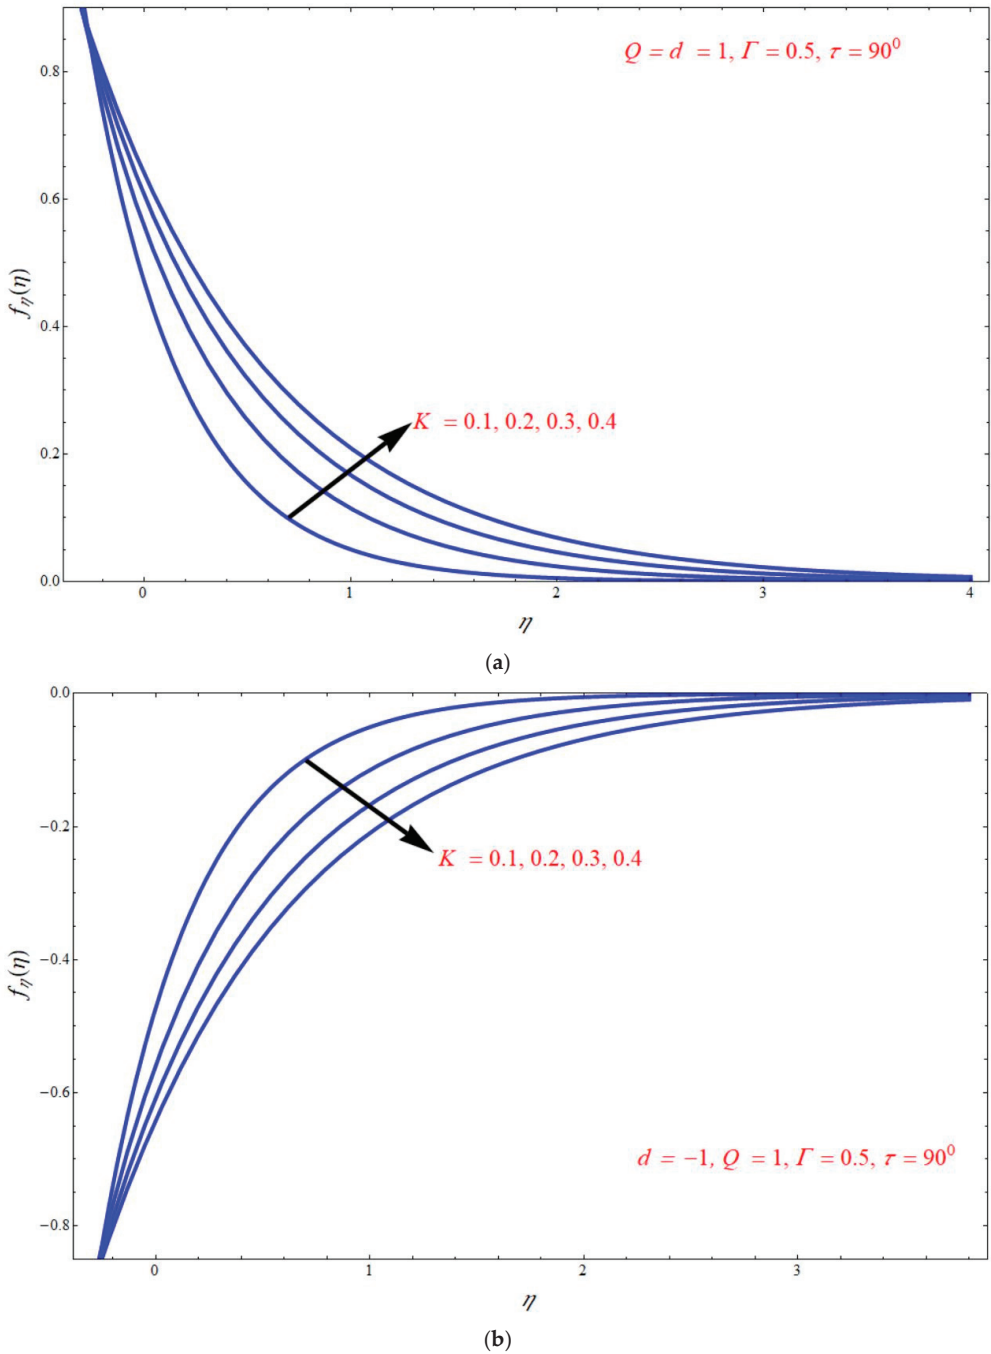 Q = d = 1, Γ = 0.5, τ = 90⁰
0.8
0.6
0.4
0.2
0.0
f_η(η)
K = 0.1, 0.2, 0.3, 0.4
0 1 2 3 4
η
(a)
0.0
−0.2
−0.4
−0.6
−0.8
f_η(η)
K = 0.1, 0.2, 0.3, 0.4
d = −1, Q = 1, Γ = 0.5, τ = 90⁰
0 1 2 3
η
(b)